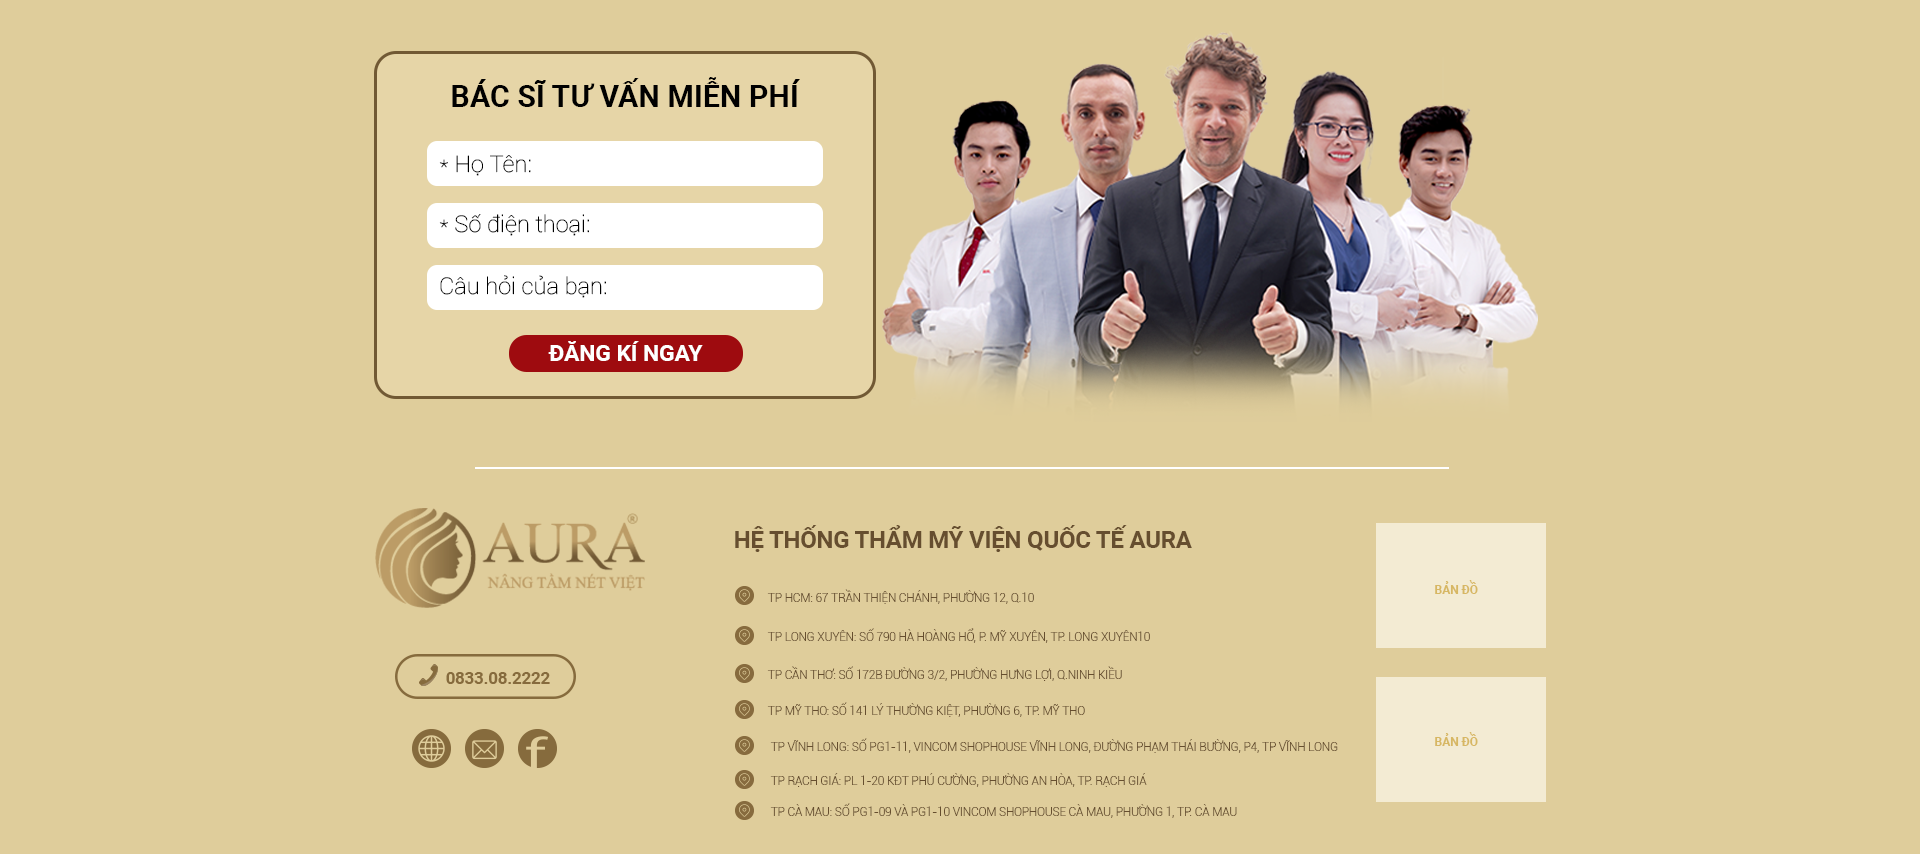 BÁC SĨ TƯ VẤN MIỄN PHÍ
* Họ Tên:
* Số điện thoại:
Câu hỏi của bạn:
ĐĂNG KÍ NGAY
AURA®
NÂNG TẦM NÉT VIỆT
0833.08.2222
HỆ THỐNG THẨM MỸ VIỆN QUỐC TẾ AURA
TP HCM: 67 TRẦN THIỆN CHÁNH, PHƯỜNG 12, Q.10
TP LONG XUYÊN: SỐ 790 HÀ HOÀNG HỔ, P. MỸ XUYÊN, TP. LONG XUYÊN10
TP CẦN THƠ: SỐ 172B ĐƯỜNG 3/2, PHƯỜNG HƯNG LỢI, Q.NINH KIỀU
TP MỸ THO: SỐ 141 LÝ THƯỜNG KIỆT, PHƯỜNG 6, TP. MỸ THO
TP VĨNH LONG: SỐ PG1-11, VINCOM SHOPHOUSE VĨNH LONG, ĐƯỜNG PHẠM THÁI BƯỜNG, P4, TP VĨNH LONG
TP RẠCH GIÁ: PL 1-20 KĐT PHÚ CƯỜNG, PHƯỜNG AN HÒA, TP. RẠCH GIÁ
TP CÀ MAU: SỐ PG1-09 VÀ PG1-10 VINCOM SHOPHOUSE CÀ MAU, PHƯỜNG 1, TP. CÀ MAU
BẢN ĐỒ
BẢN ĐỒ